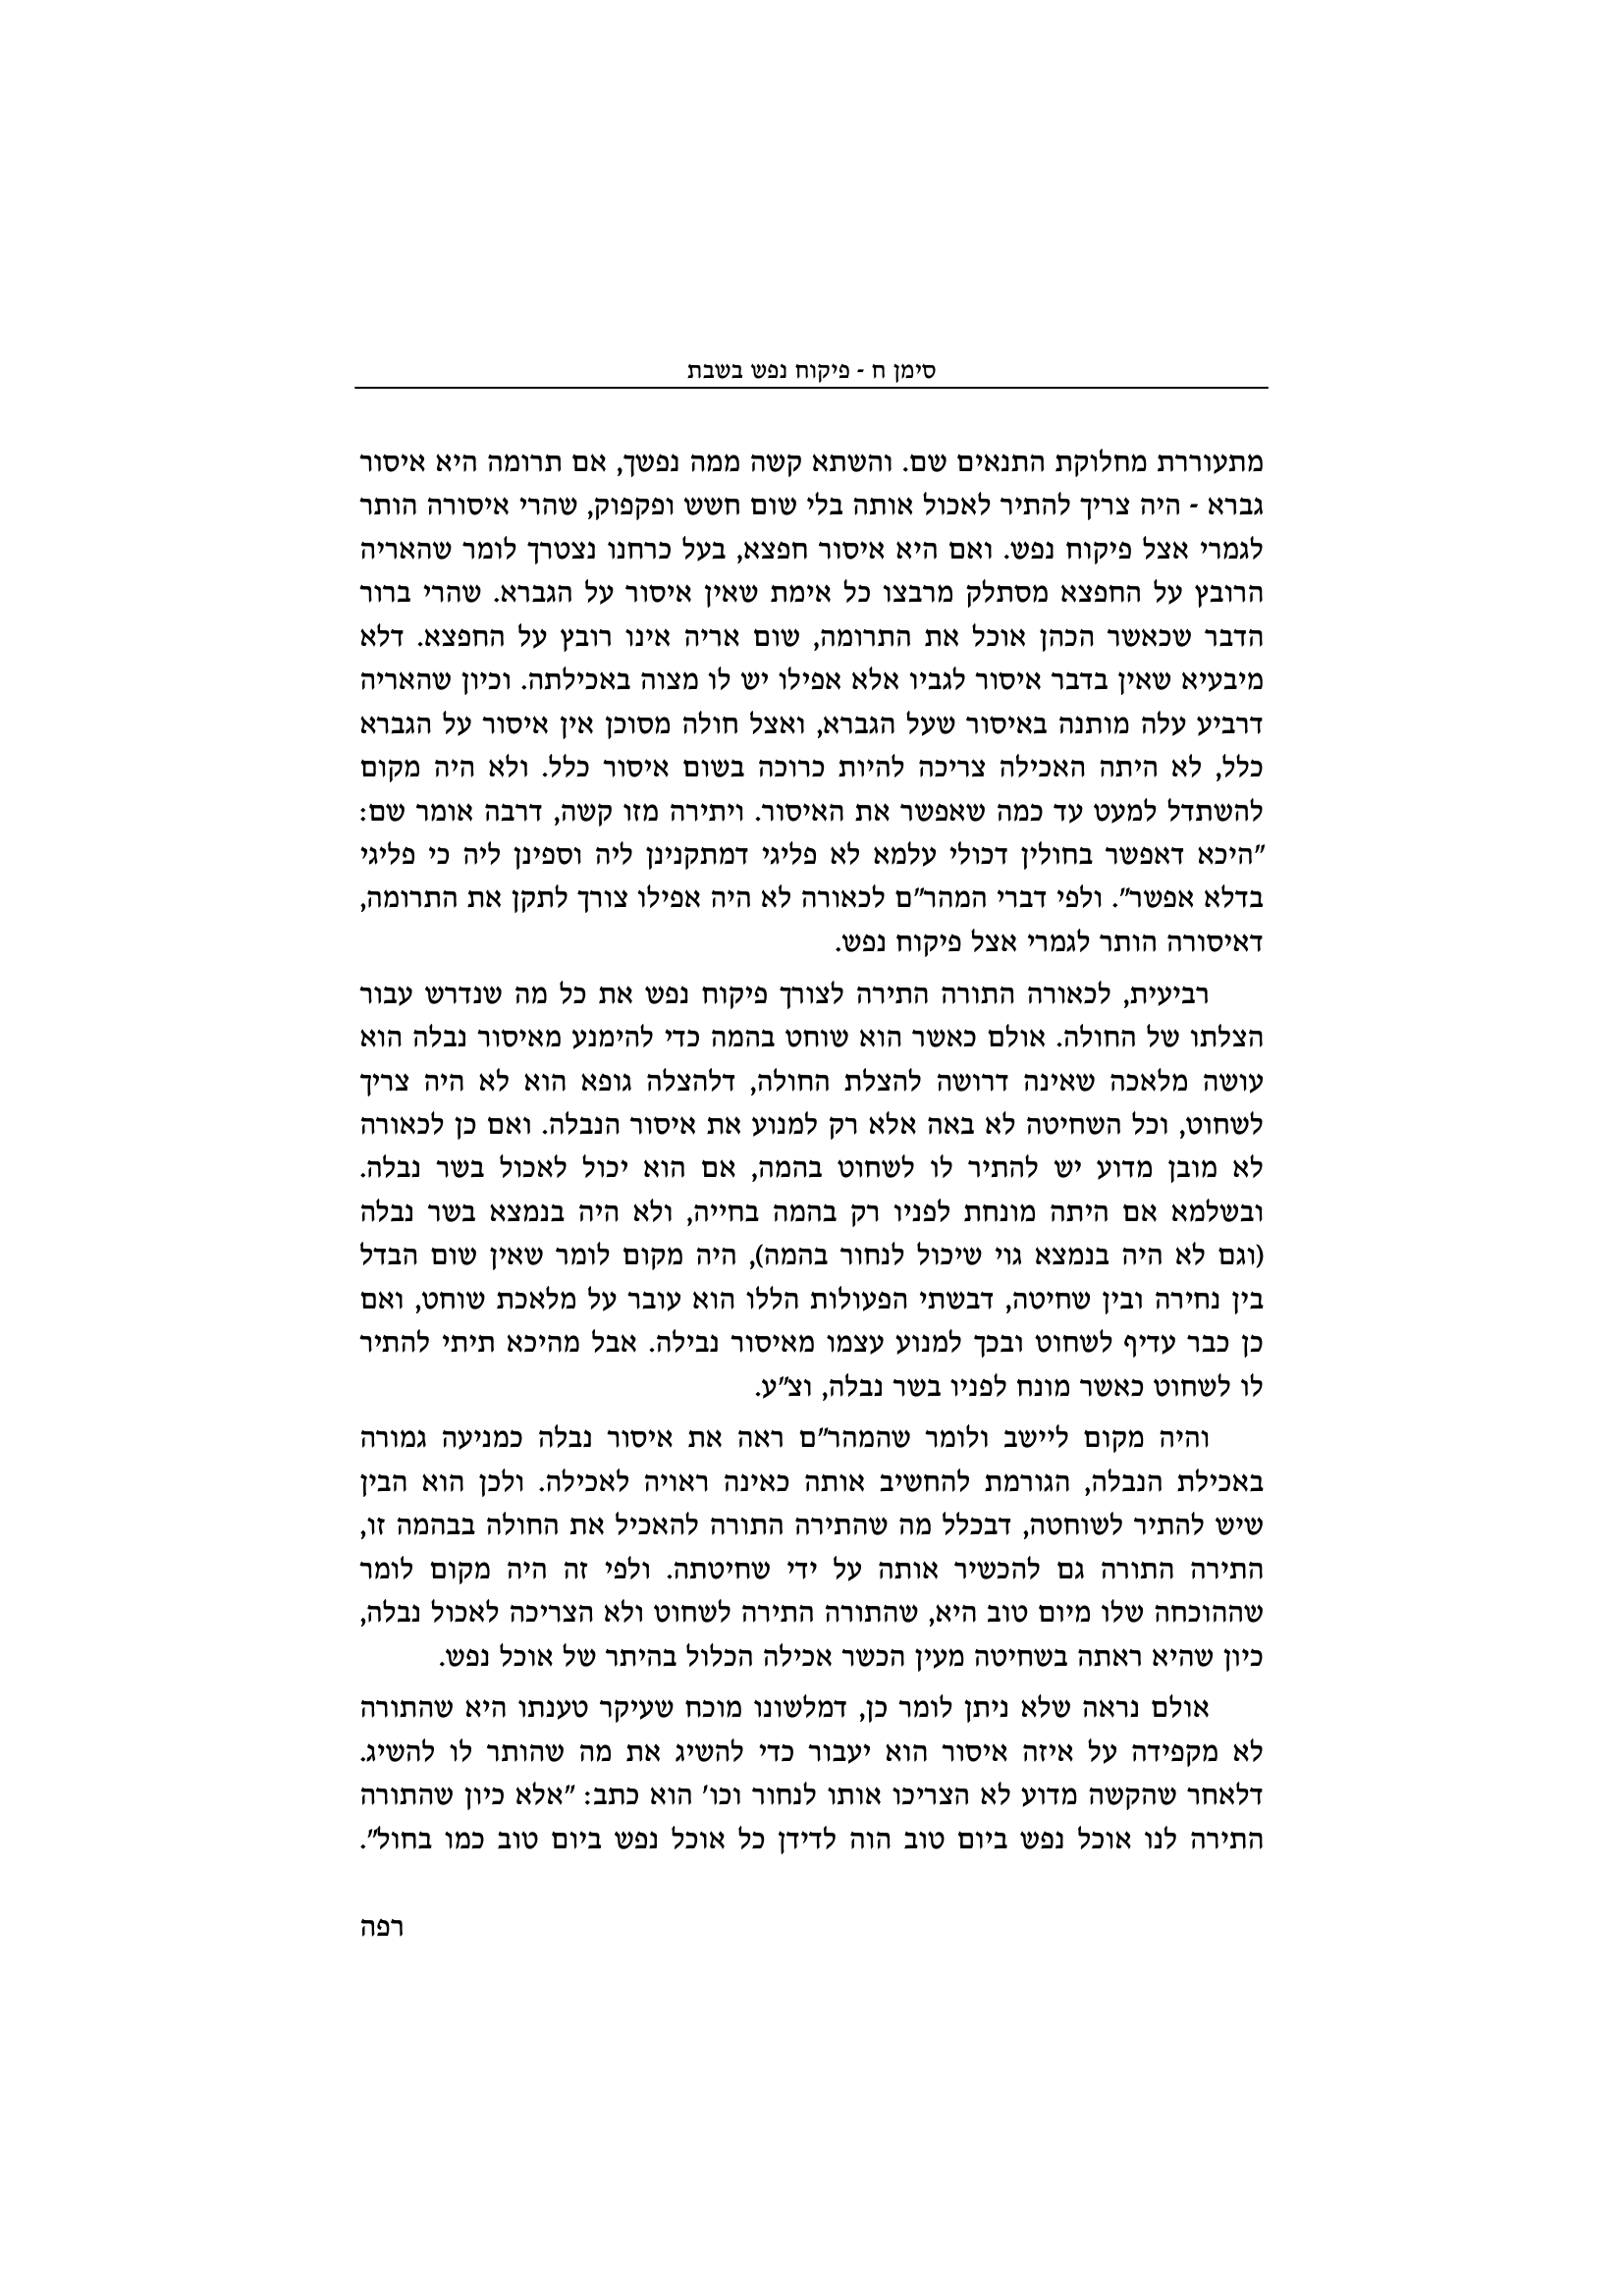 סימן ח - פיקוח נפש בשבת
מתעוררת מחלוקת התנאים שם. והשתא קשה ממה נפשך, אם תרומה היא איסור
גברא - היה צריך להתיר לאכול אותה בלי שום חשש ופקפוק, שהרי איסורה הותר
לגמרי אצל פיקוח נפש. ואם היא איסור חפצא, בעל כרחנו נצטרך לומר שהאריה
הרובץ על החפצא מסתלק מרבצו כל אימת שאין איסור על הגברא. שהרי ברור
הדבר שכאשר הכהן אוכל את התרומה, שום אריה אינו רובץ על החפצא. דלא
מיבעיא שאין בדבר איסור לגביו אלא אפילו יש לו מצוה באכילתה. וכיון שהאריה
דרביע עלה מותנה באיסור שעל הגברא, ואצל חולה מסוכן אין איסור על הגברא
כלל, לא היתה האכילה צריכה להיות כרוכה בשום איסור כלל. ולא היה מקום
להשתדל למעט עד כמה שאפשר את האיסור. ויתירה מזו קשה, דרבה אומר שם:
"היכא דאפשר בחולין דכולי עלמא לא פליגי דמתקנינן ליה וספינן ליה כי פליגי
בדלא אפשר". ולפי דברי המהר"ם לכאורה לא היה אפילו צורך לתקן את התרומה,
דאיסורה הותר לגמרי אצל פיקוח נפש.
רביעית, לכאורה התורה התירה לצורך פיקוח נפש את כל מה שנדרש עבור
הצלתו של החולה. אולם כאשר הוא שוחט בהמה כדי להימנע מאיסור נבלה הוא
עושה מלאכה שאינה דרושה להצלת החולה, דלהצלה גופא הוא לא היה צריך
לשחוט, וכל השחיטה לא באה אלא רק למנוע את איסור הנבלה. ואם כן לכאורה
לא מובן מדוע יש להתיר לו לשחוט בהמה, אם הוא יכול לאכול בשר נבלה.
ובשלמא אם היתה מונחת לפניו רק בהמה בחייה, ולא היה בנמצא בשר נבלה
(וגם לא היה בנמצא גוי שיכול לנחור בהמה), היה מקום לומר שאין שום הבדל
בין נחירה ובין שחיטה, דבשתי הפעולות הללו הוא עובר על מלאכת שוחט, ואם
כן כבר עדיף לשחוט ובכך למנוע עצמו מאיסור נבילה. אבל מהיכא תיתי להתיר
לו לשחוט כאשר מונח לפניו בשר נבלה, וצ"ע.
והיה מקום ליישב ולומר שהמהר"ם ראה את איסור נבלה כמניעה גמורה
באכילת הנבלה, הגורמת להחשיב אותה כאינה ראויה לאכילה. ולכן הוא הבין
שיש להתיר לשוחטה, דבכלל מה שהתירה התורה להאכיל את החולה בבהמה זו,
התירה התורה גם להכשיר אותה על ידי שחיטתה. ולפי זה היה מקום לומר
שההוכחה שלו מיום טוב היא, שהתורה התירה לשחוט ולא הצריכה לאכול נבלה,
כיון שהיא ראתה בשחיטה מעין הכשר אכילה הכלול בהיתר של אוכל נפש.
אולם נראה שלא ניתן לומר כן, דמלשונו מוכח שעיקר טענתו היא שהתורה
לא מקפידה על איזה איסור הוא יעבור כדי להשיג את מה שהותר לו להשיג.
דלאחר שהקשה מדוע לא הצריכו אותו לנחור וכו' הוא כתב: "אלא כיון שהתורה
התירה לנו אוכל נפש ביום טוב הוה לדידן כל אוכל נפש ביום טוב כמו בחול".
רפה